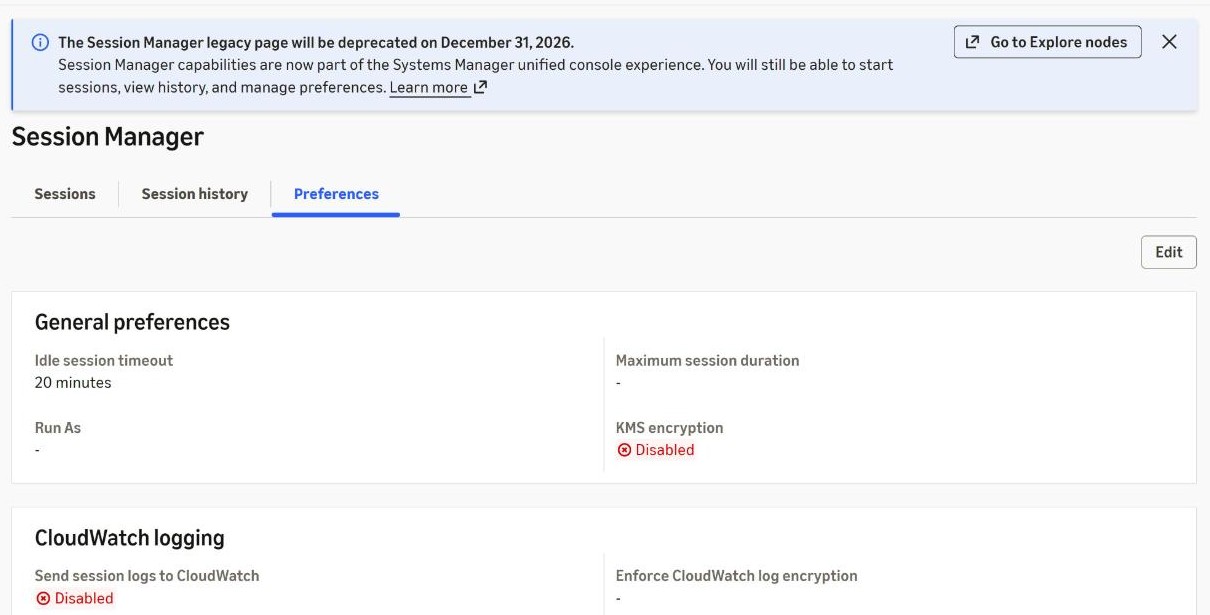 The Session Manager legacy page will be deprecated on December 31, 2026.
Session Manager capabilities are now part of the Systems Manager unified console experience. You will still be able to start
sessions, view history, and manage preferences. Learn more
Go to Explore nodes
Session Manager
Sessions
Session history
Preferences
Edit
General preferences
Idle session timeout
20 minutes
Maximum session duration
-
Run As
-
KMS encryption
Disabled
CloudWatch logging
Send session logs to CloudWatch
Disabled
Enforce CloudWatch log encryption
-